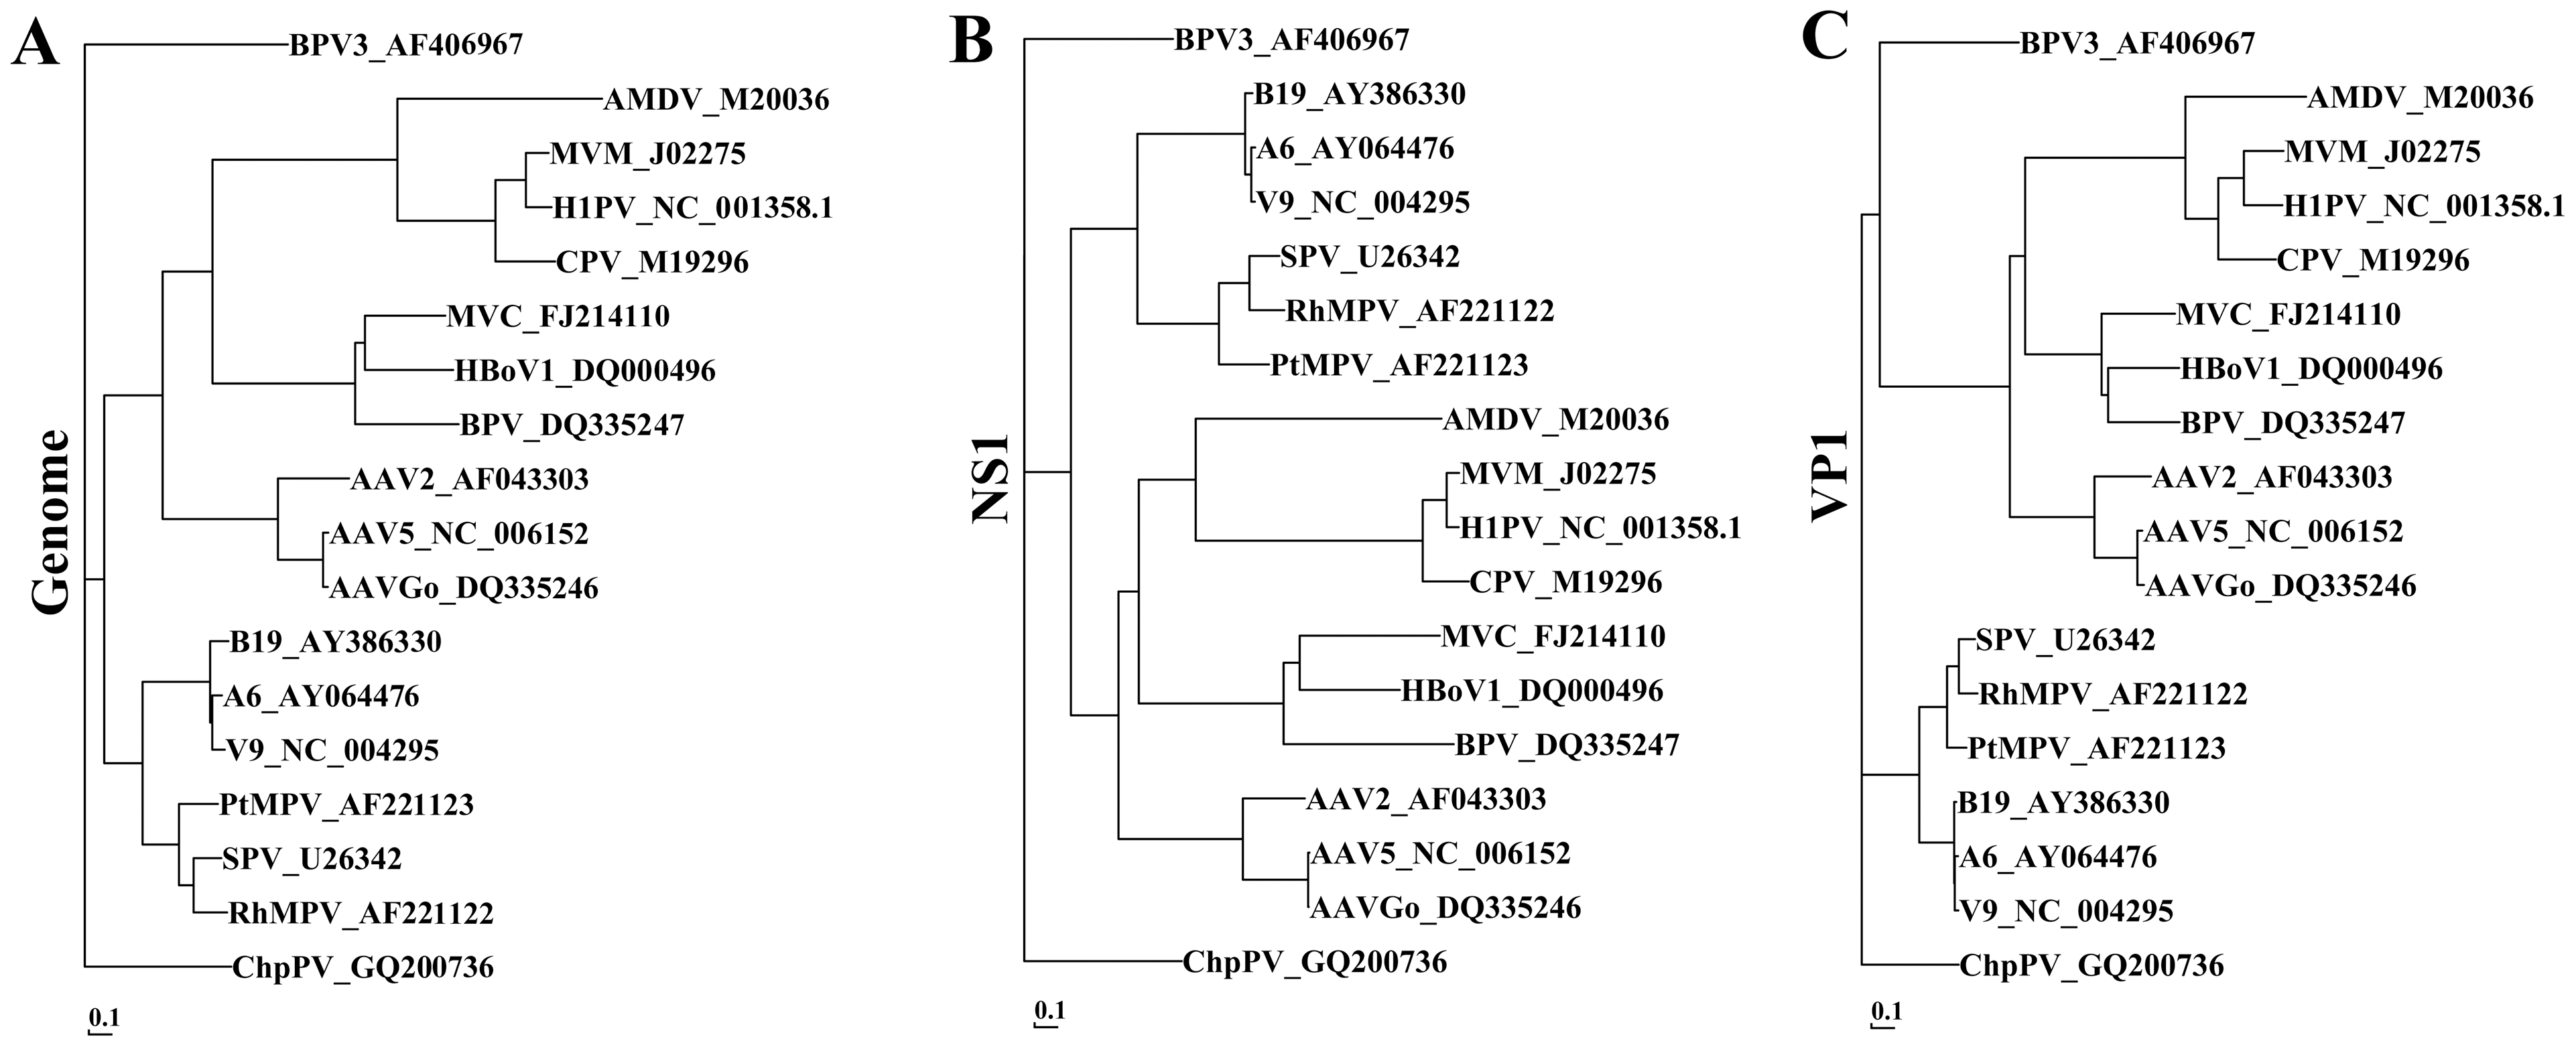 A
Genome
BPV3_AF406967
AMDV_M20036
MVM_J02275
H1PV_NC_001358.1
CPV_M19296
MVC_FJ214110
HBoV1_DQ000496
BPV_DQ335247
AAV2_AF043303
AAV5_NC_006152
AAVGo_DQ335246
B19_AY386330
A6_AY064476
V9_NC_004295
PtMPV_AF221123
SPV_U26342
RhMPV_AF221122
ChpPV_GQ200736
0.1
B
NS1
BPV3_AF406967
B19_AY386330
A6_AY064476
V9_NC_004295
SPV_U26342
RhMPV_AF221122
PtMPV_AF221123
AMDV_M20036
MVM_J02275
H1PV_NC_001358.1
CPV_M19296
MVC_FJ214110
HBoV1_DQ000496
BPV_DQ335247
AAV2_AF043303
AAV5_NC_006152
AAVGo_DQ335246
ChpPV_GQ200736
0.1
C
VP1
BPV3_AF406967
AMDV_M20036
MVM_J02275
H1PV_NC_001358.1
CPV_M19296
MVC_FJ214110
HBoV1_DQ000496
BPV_DQ335247
AAV2_AF043303
AAV5_NC_006152
AAVGo_DQ335246
SPV_U26342
RhMPV_AF221122
PtMPV_AF221123
B19_AY386330
A6_AY064476
V9_NC_004295
ChpPV_GQ200736
0.1